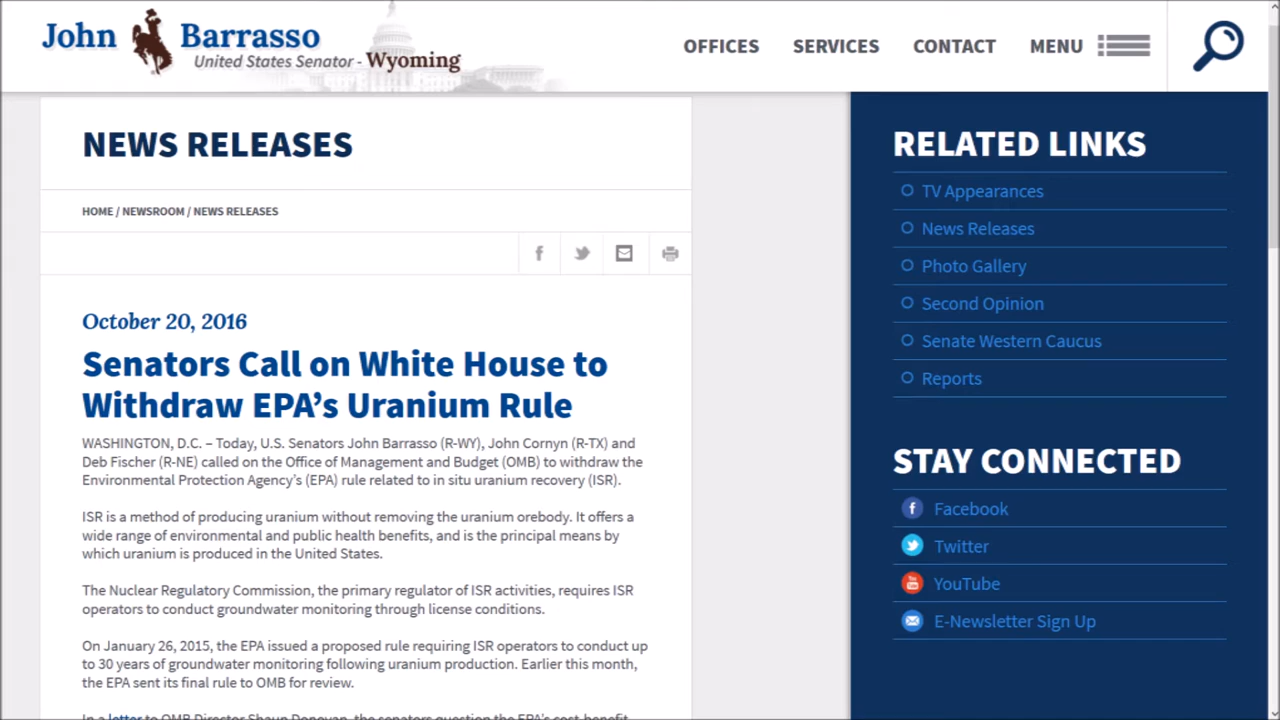 John Barrasso
United States Senator - Wyoming
OFFICES SERVICES CONTACT MENU
NEWS RELEASES
HOME / NEWSROOM / NEWS RELEASES
October 20, 2016
Senators Call on White House to
Withdraw EPA’s Uranium Rule
WASHINGTON, D.C. – Today, U.S. Senators John Barrasso (R-WY), John Cornyn (R-TX) and
Deb Fischer (R-NE) called on the Office of Management and Budget (OMB) to withdraw the
Environmental Protection Agency’s (EPA) rule related to in situ uranium recovery (ISR).
ISR is a method of producing uranium without removing the uranium orebody. It offers a
wide range of environmental and public health benefits, and is the principal means by
which uranium is produced in the United States.
The Nuclear Regulatory Commission, the primary regulator of ISR activities, requires ISR
operators to conduct groundwater monitoring through license conditions.
On January 26, 2015, the EPA issued a proposed rule requiring ISR operators to conduct up
to 30 years of groundwater monitoring following uranium production. Earlier this month,
the EPA sent its final rule to OMB for review.
In a letter to OMB Director Shaun Donovan, the senators question the EPA’s cost-benefit
RELATED LINKS
TV Appearances
News Releases
Photo Gallery
Second Opinion
Senate Western Caucus
Reports
STAY CONNECTED
Facebook
Twitter
YouTube
E-Newsletter Sign Up